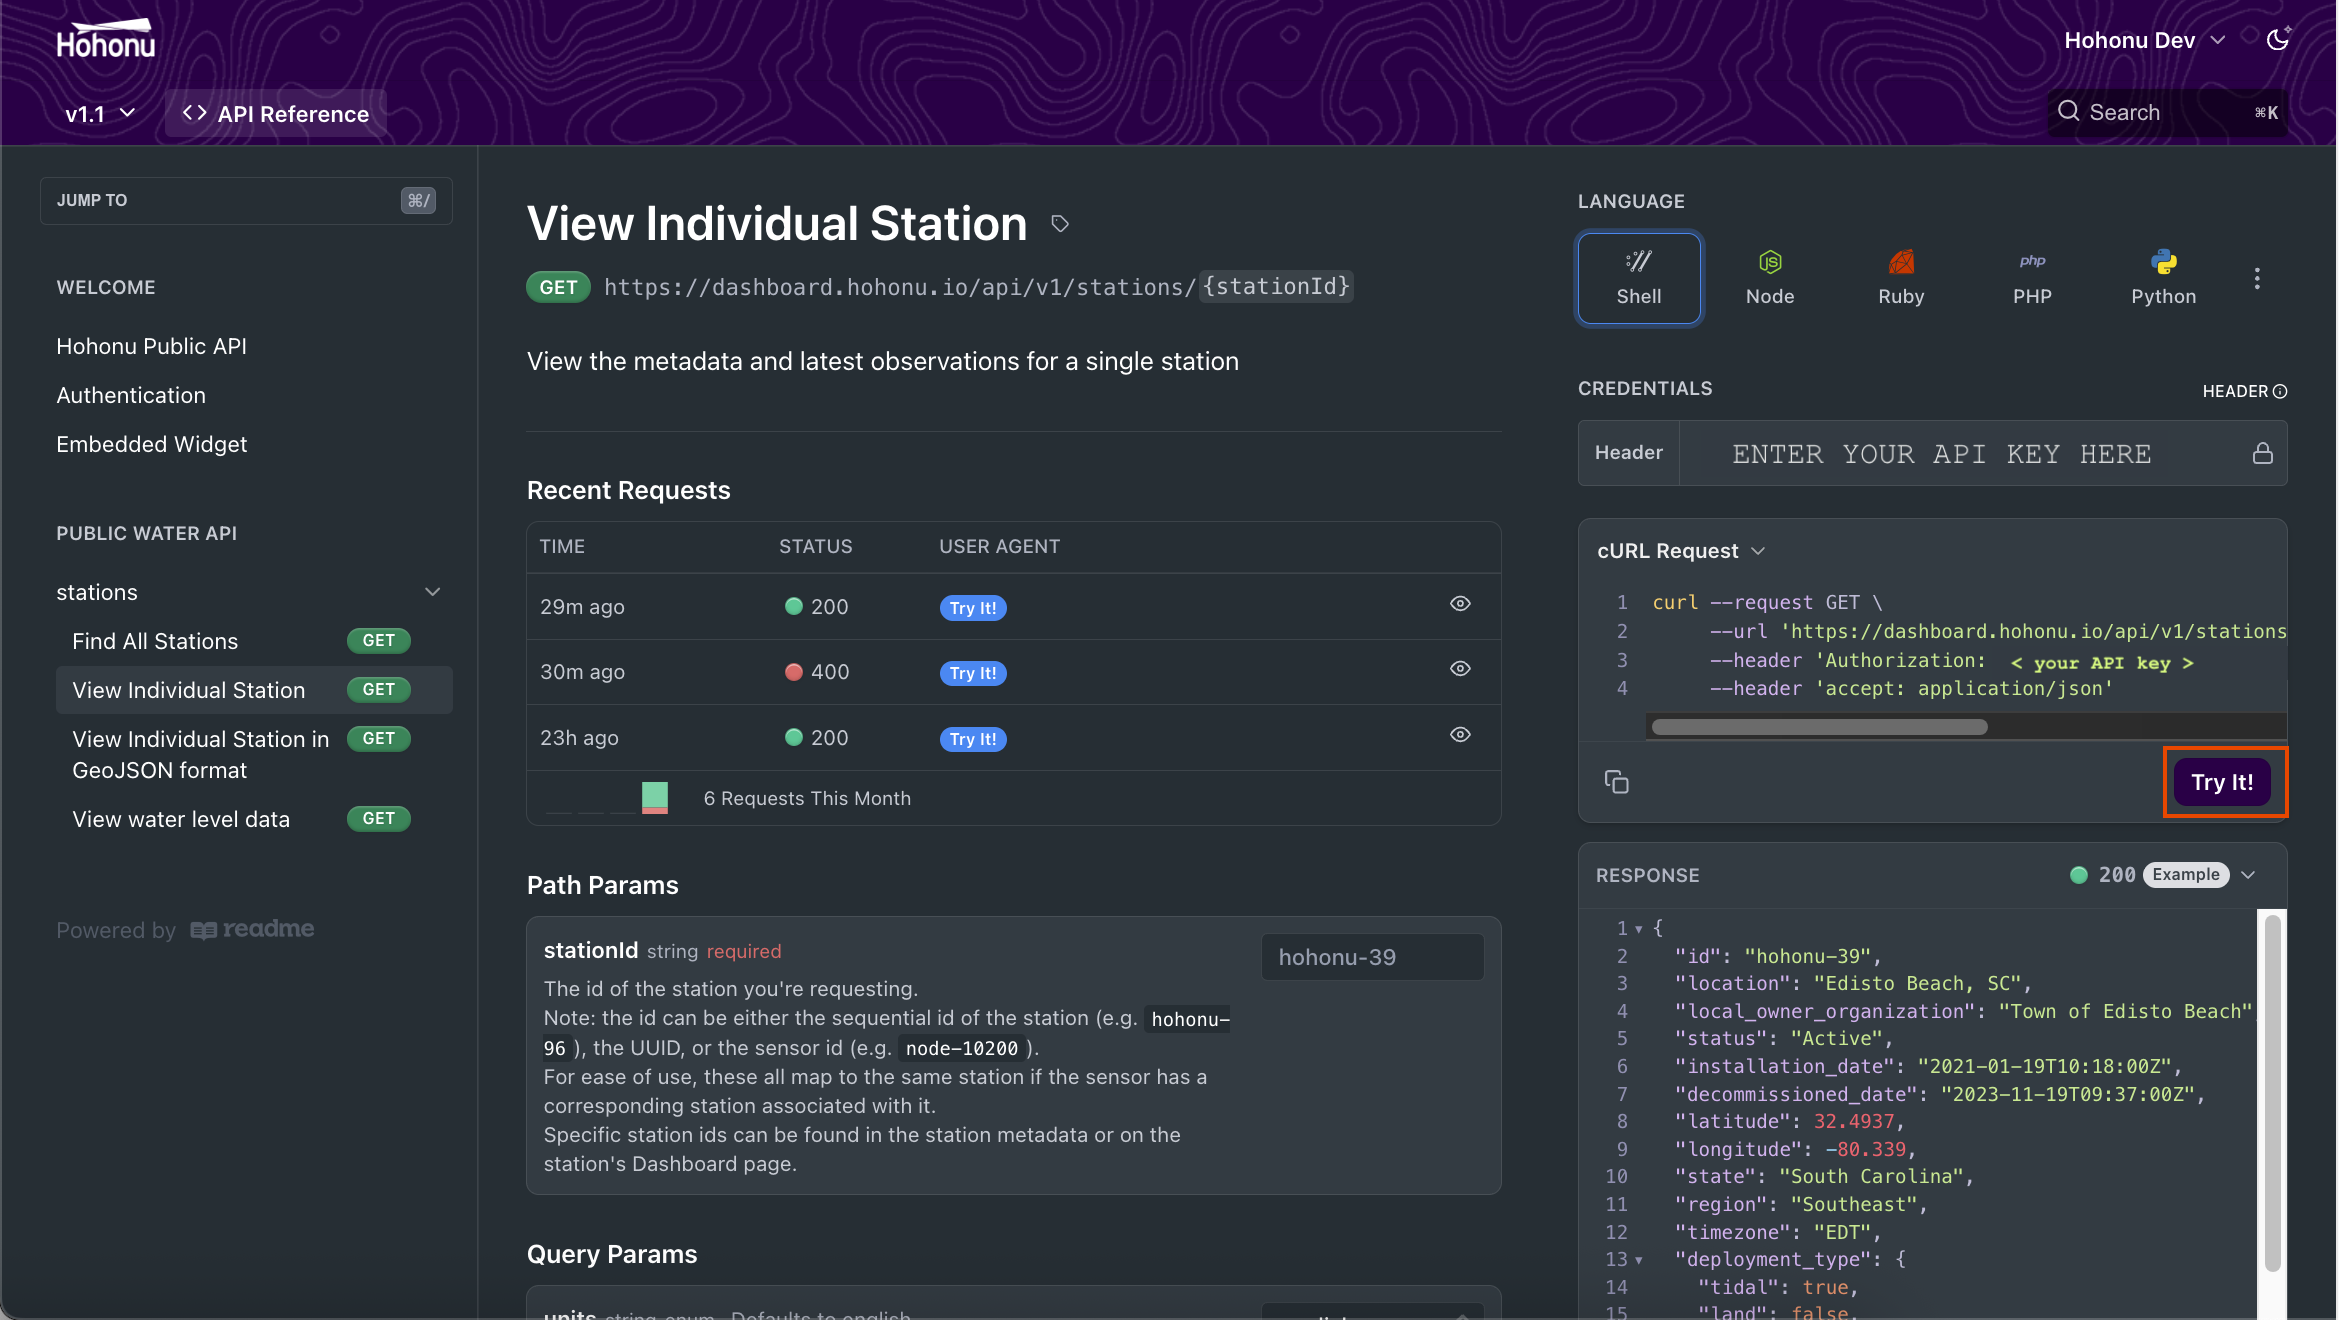 Hohonu
Hohonu Dev
v1.1
<> API Reference
Search
⌘K
JUMP TO
⌘/
WELCOME
Hohonu Public API
Authentication
Embedded Widget
PUBLIC WATER API
stations
Find All Stations
GET
View Individual Station
GET
View Individual Station in
GeoJSON format
GET
View water level data
GET
Powered by readme
View Individual Station
GET https://dashboard.hohonu.io/api/v1/stations/{stationId}
View the metadata and latest observations for a single station
Recent Requests
TIME STATUS USER AGENT
29m ago 200 Try It!
30m ago 400 Try It!
23h ago 200 Try It!
6 Requests This Month
Path Params
stationId string required
hohonu-39
The id of the station you're requesting.
Note: the id can be either the sequential id of the station (e.g. hohonu-
96 ), the UUID, or the sensor id (e.g. node-10200 ).
For ease of use, these all map to the same station if the sensor has a
corresponding station associated with it.
Specific station ids can be found in the station metadata or on the
station's Dashboard page.
Query Params
units string enum Defaults to english
LANGUAGE
Shell
Node
php
Ruby
PHP
Python
CREDENTIALS
HEADER
Header
ENTER YOUR API KEY HERE
cURL Request
1 curl --request GET \
2 --url 'https://dashboard.hohonu.io/api/v1/stations
3 --header 'Authorization: < your API key >
4 --header 'accept: application/json'
Try It!
RESPONSE
200 Example
1 {
2 "id": "hohonu-39",
3 "location": "Edisto Beach, SC",
4 "local_owner_organization": "Town of Edisto Beach"
5 "status": "Active",
6 "installation_date": "2021-01-19T10:18:00Z",
7 "decommissioned_date": "2023-11-19T09:37:00Z",
8 "latitude": 32.4937,
9 "longitude": -80.339,
10 "state": "South Carolina",
11 "region": "Southeast",
12 "timezone": "EDT",
13 "deployment_type": {
14 "tidal": true,
15 "land": false,